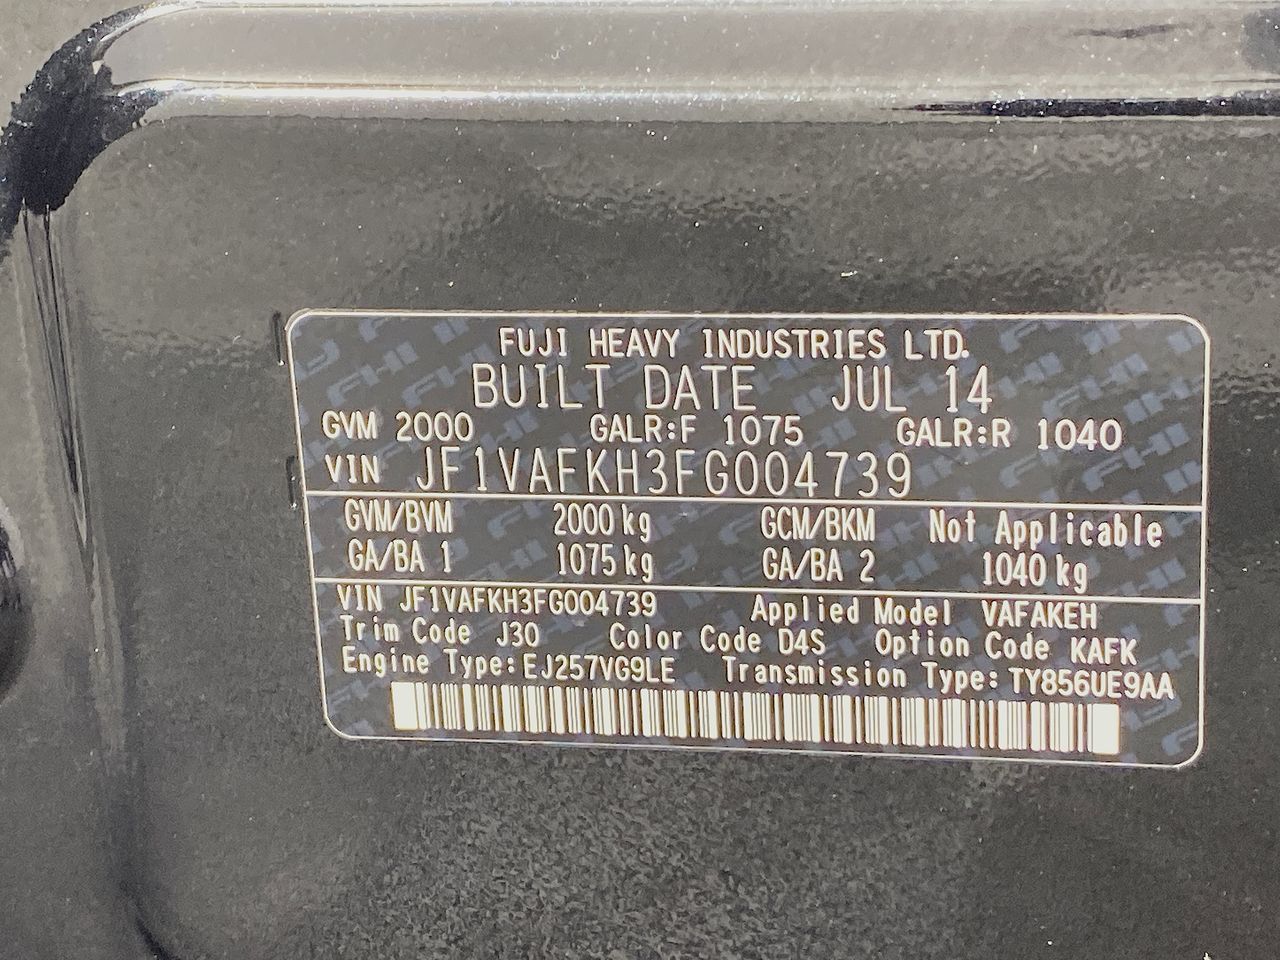 FUJI HEAVY INDUSTRIES LTD.
BUILT DATE JUL 14
GVM 2000 GALR:F 1075 GALR:R 1040
VIN JF1VAFKH3FG004739
GVM/BVM 2000 kg GCM/BKM Not Applicable
GA/BA 1 1075 kg GA/BA 2 1040 kg
VIN JF1VAFKH3FG004739 Applied Model VAFAKEH
Trim Code J30 Color Code D4S Option Code KAFK
Engine Type: EJ257VG9LE Transmission Type: TY856UE9AA